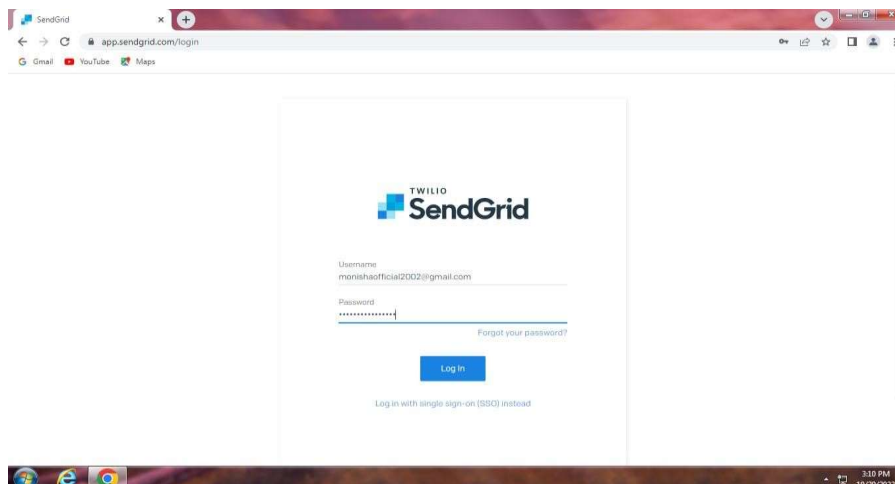 SendGrid
app.sendgrid.com/login
Gmail YouTube Maps
TWILIO
SendGrid
Username
monishaofficial2002@gmail.com
Password
Forgot your password?
Log In
Log in with single sign-on (SSO) instead
3:10 PM